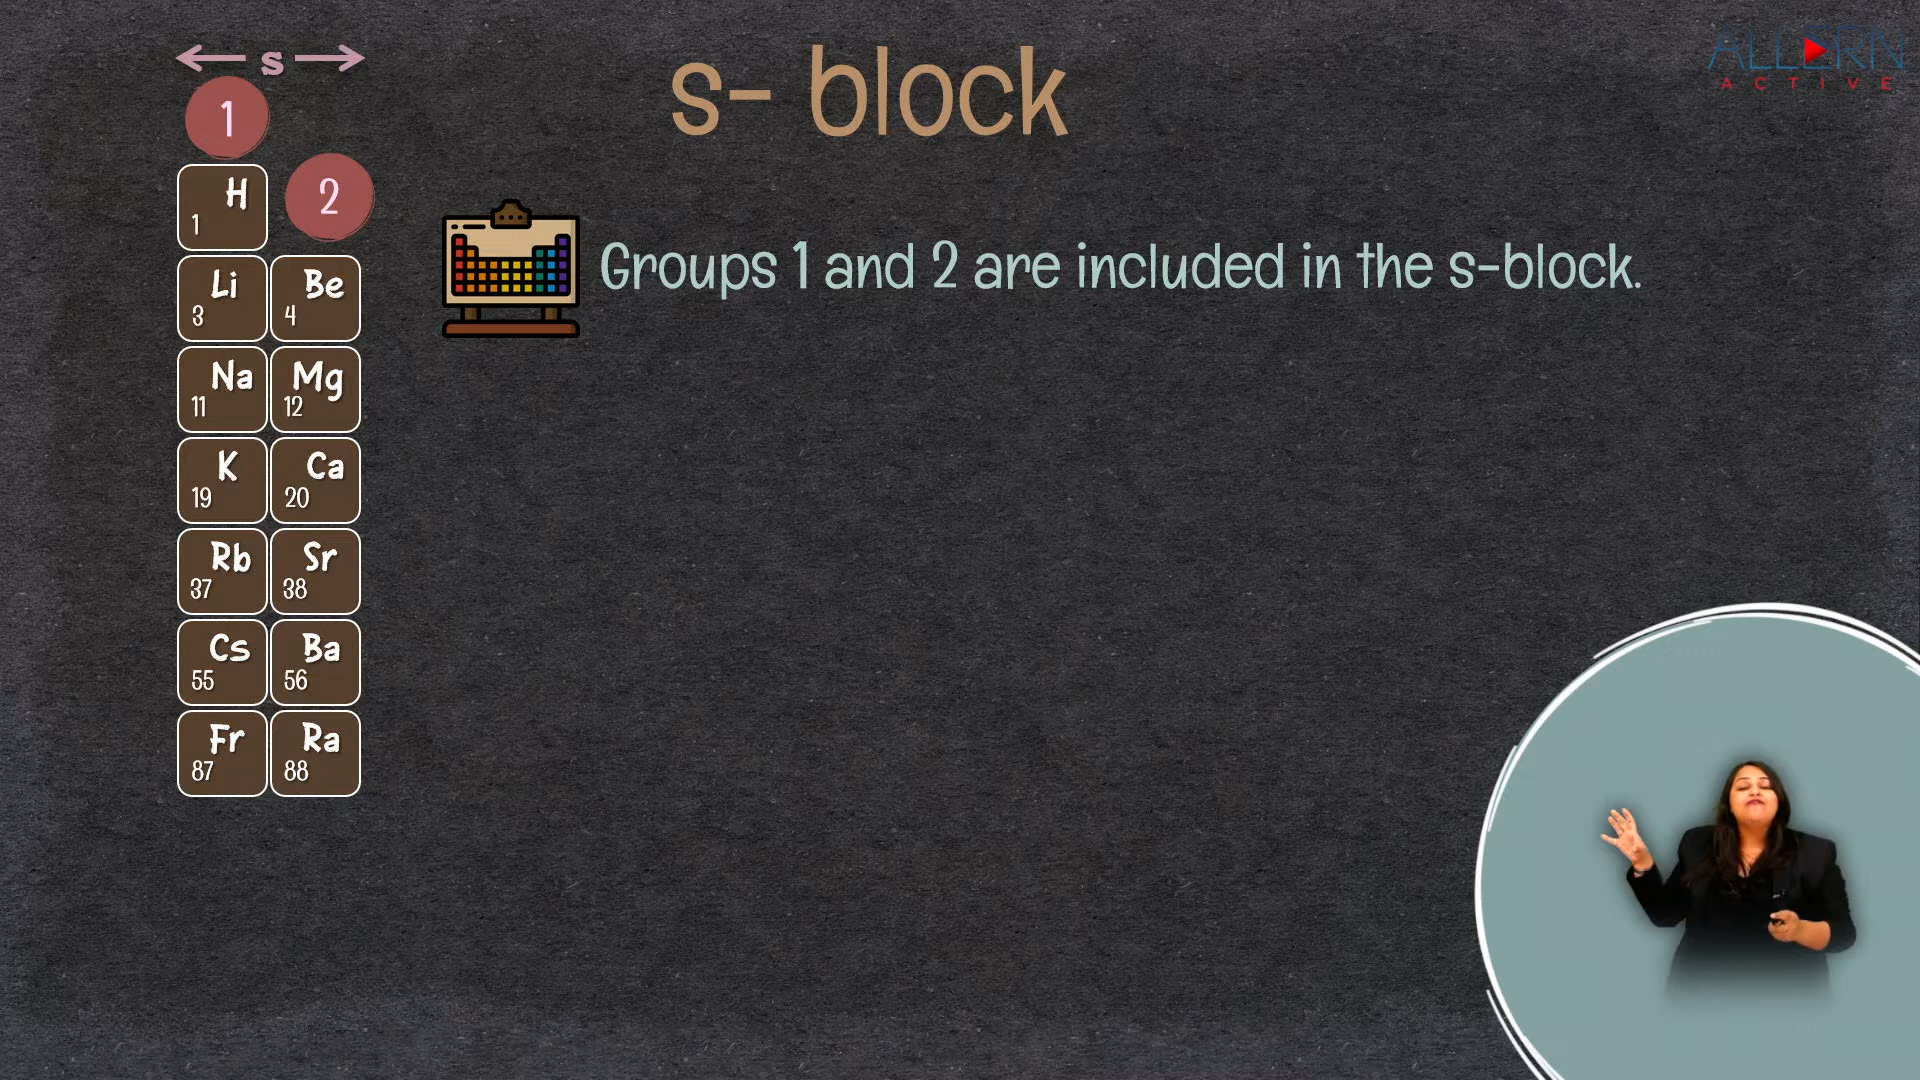 s
s- block
ALLERN
ACTIVE
1
2
H
1
Li
3
Be
4
Na
11
Mg
12
K
19
Ca
20
Rb
37
Sr
38
Cs
55
Ba
56
Fr
87
Ra
88
Groups 1 and 2 are included in the s-block.